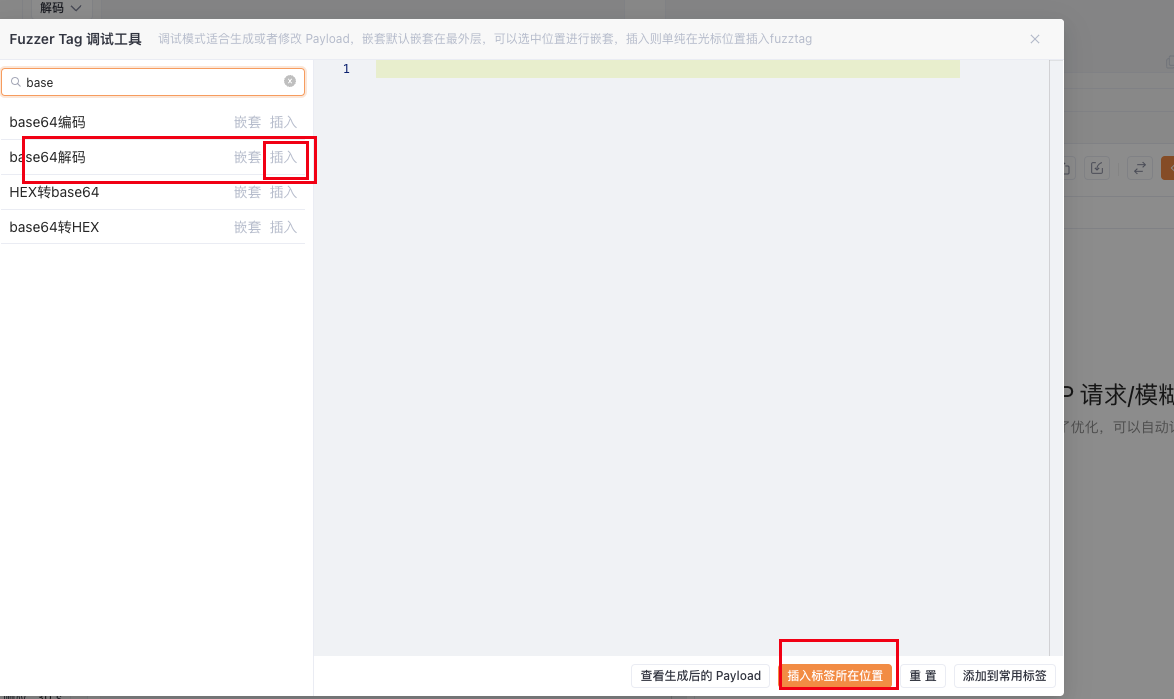 解码
Fuzzer Tag 调试工具 调试模式适合生成或者修改 Payload，嵌套默认嵌套在最外层，可以选中位置进行嵌套，插入则单纯在光标位置插入fuzztag
base
1
base64编码 嵌套 插入
base64解码 嵌套 插入
HEX转base64 嵌套 插入
base64转HEX 嵌套 插入
P 请求/模糊
了优化，可以自动
查看生成后的 Payload 插入标签所在位置 重 置 添加到常用标签